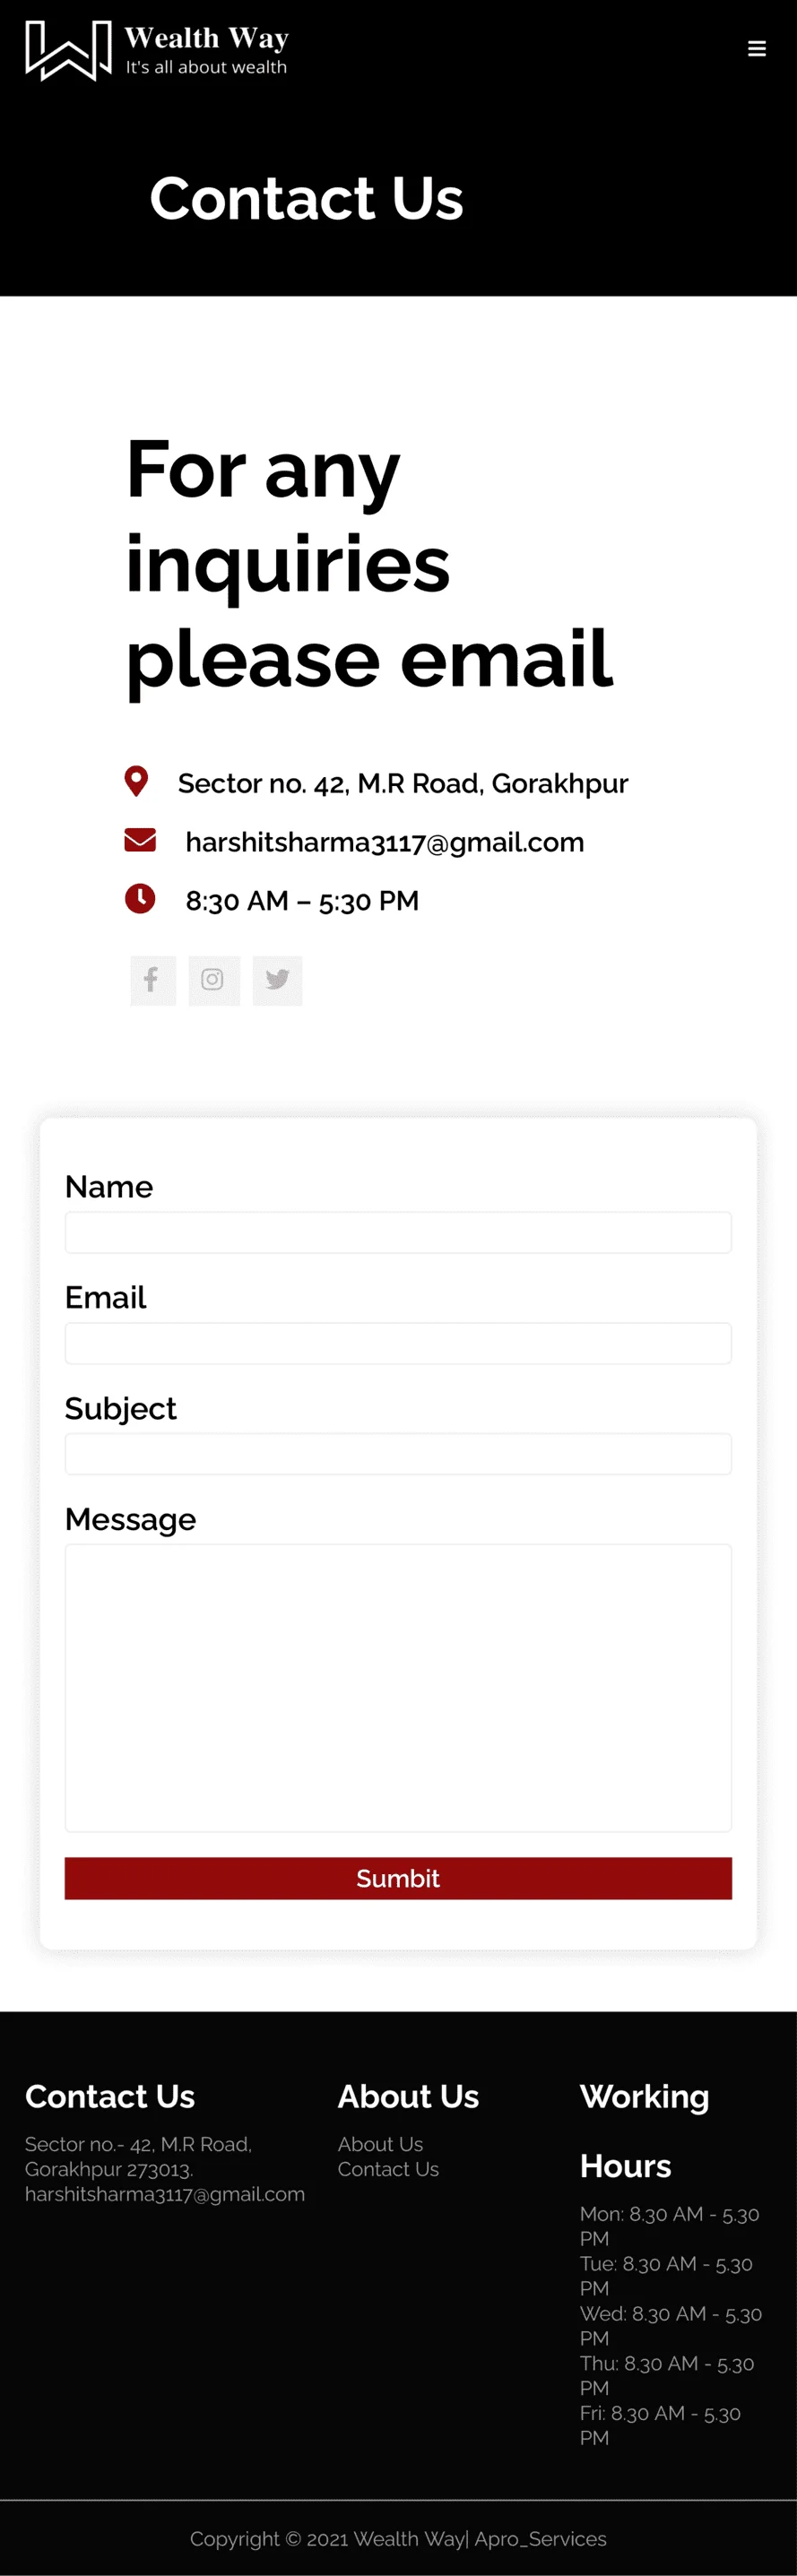 Wealth Way
It's all about wealth
Contact Us
For any
inquiries
please email
Sector no. 42, M.R Road, Gorakhpur
harshitsharma3117@gmail.com
8:30 AM – 5:30 PM
Name
Email
Subject
Message
Sumbit
Contact Us
Sector no.- 42, M.R Road,
Gorakhpur 273013.
harshitsharma3117@gmail.com
About Us
About Us
Contact Us
Working
Hours
Mon: 8.30 AM - 5.30
PM
Tue: 8.30 AM - 5.30
PM
Wed: 8.30 AM - 5.30
PM
Thu: 8.30 AM - 5.30
PM
Fri: 8.30 AM - 5.30
PM
Copyright © 2021 Wealth Way| Apro_Services